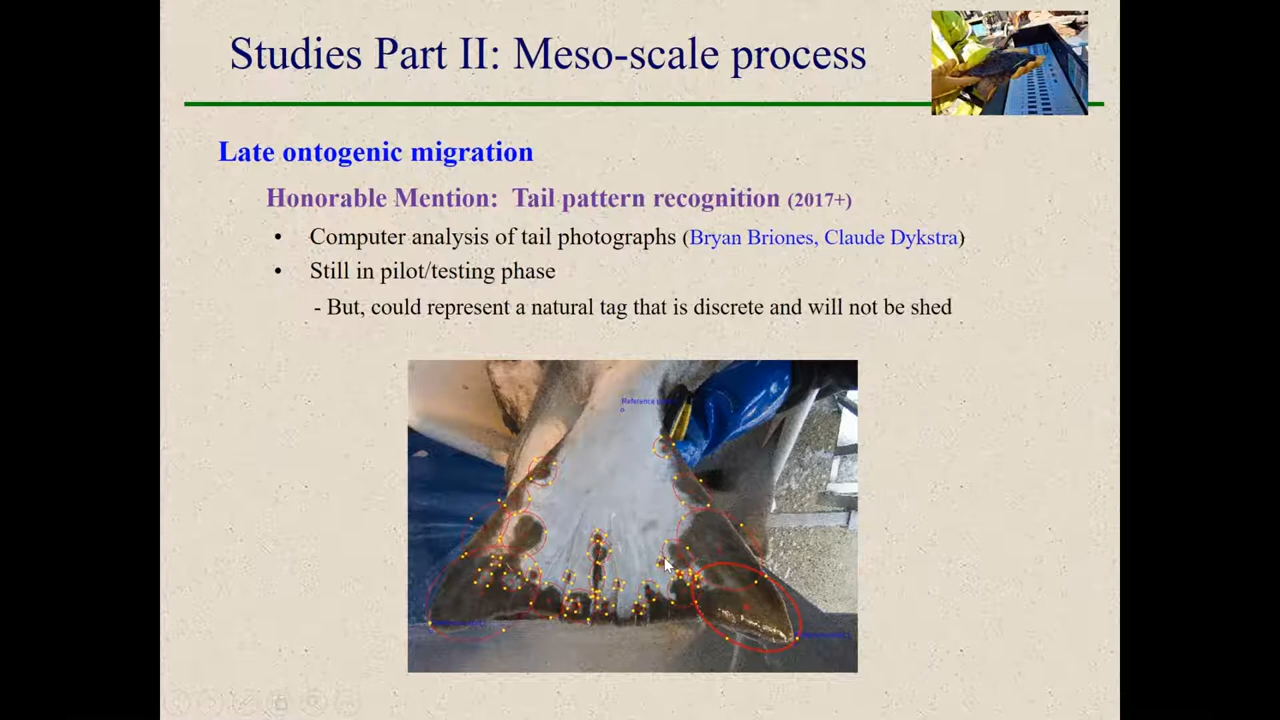 Studies Part II: Meso-scale process
Late ontogenic migration
Honorable Mention: Tail pattern recognition (2017+)
• Computer analysis of tail photographs (Bryan Briones, Claude Dykstra)
• Still in pilot/testing phase
- But, could represent a natural tag that is discrete and will not be shed
Reference